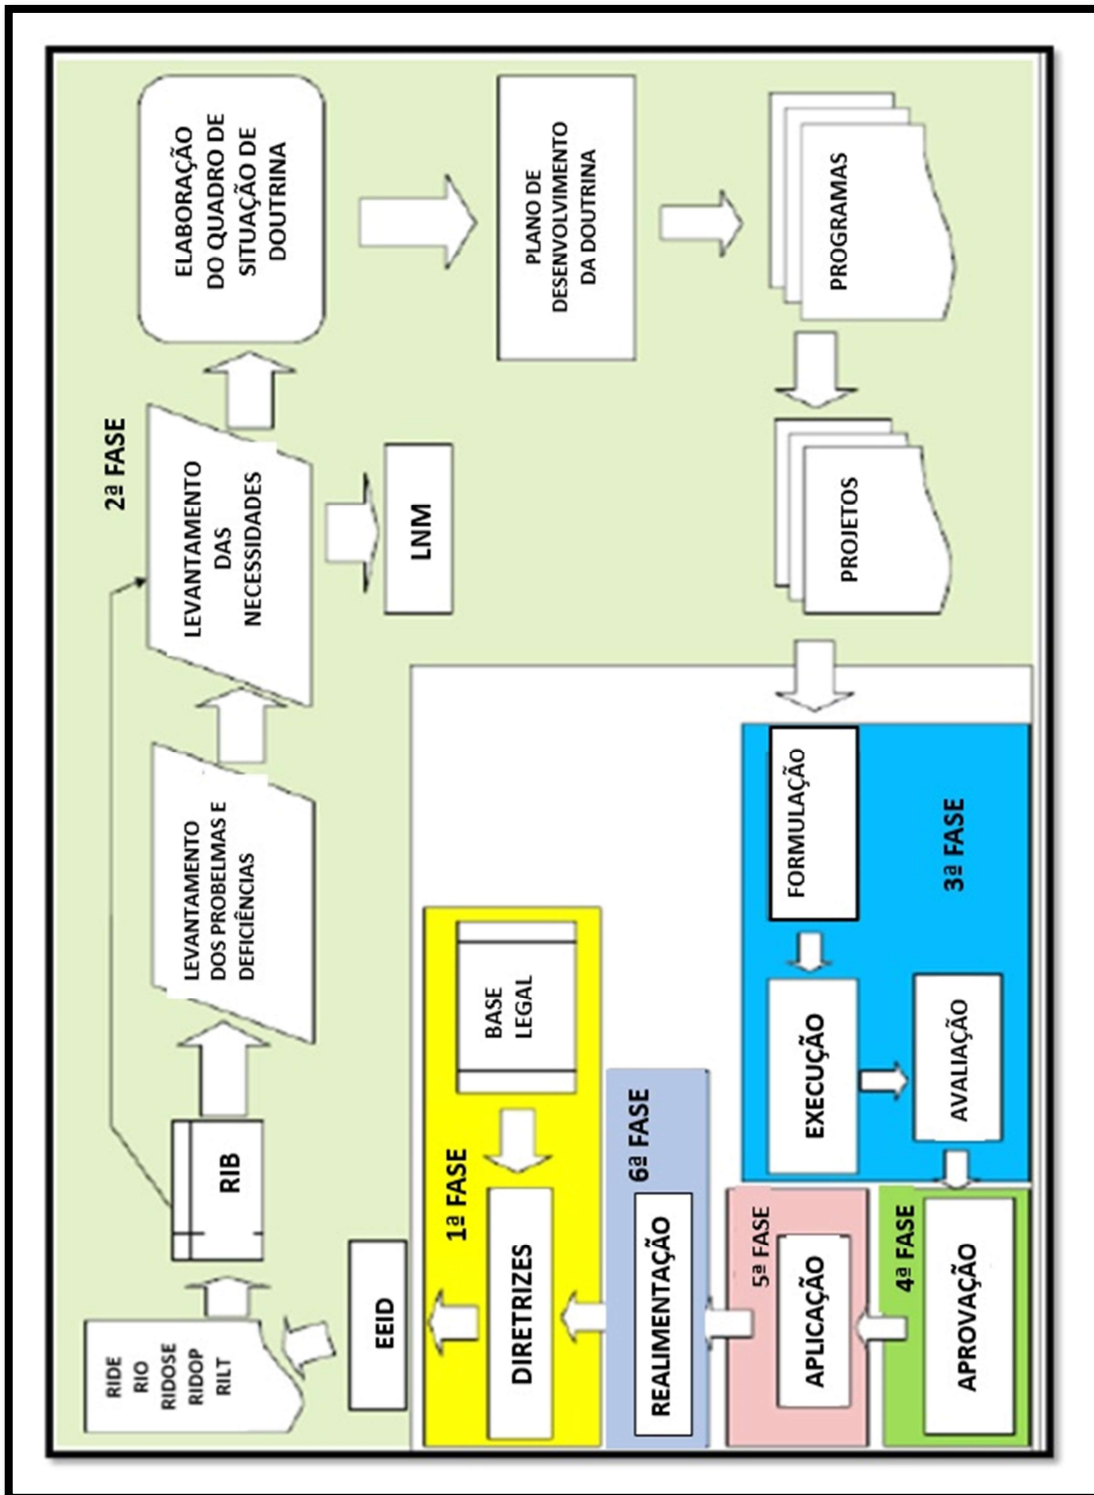 RIDE
RIO
RIDOSE
RIDOP
RILT
RIB
LEVANTAMENTO
DOS PROBELMAS E
DEFICIÊNCIAS
2ª FASE
LEVANTAMENTO
DAS
NECESSIDADES
ELABORAÇÃO
DO QUADRO DE
SITUAÇÃO DE
DOUTRINA
EEID
LNM
PLANO DE
DESENVOLVIMENTO
DA DOUTRINA
1ª FASE
BASE
LEGAL
DIRETRIZES
6ª FASE
REALIMENTAÇÃO
5ª FASE
APLICAÇÃO
4ª FASE
APROVAÇÃO
EXECUÇÃO
AVALIAÇÃO
FORMULAÇÃO
3ª FASE
PROJETOS
PROGRAMAS